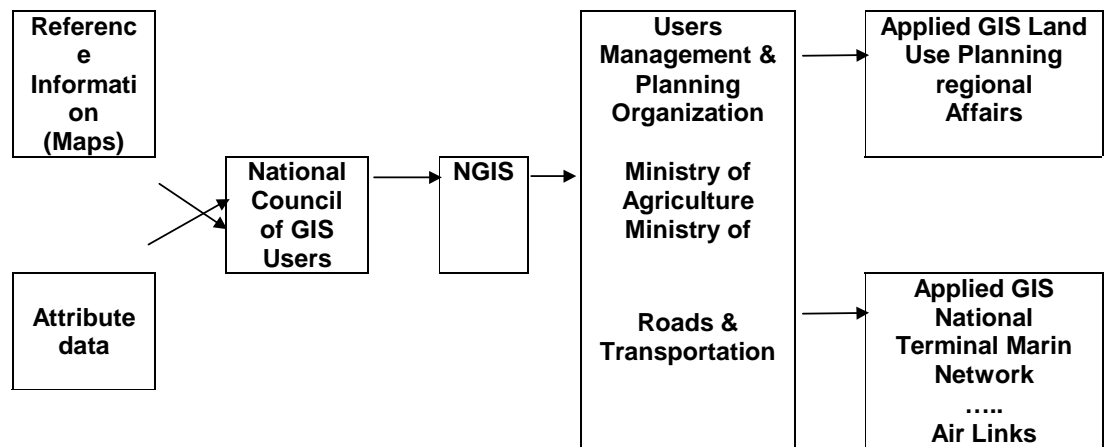 Referenc
e
Informati
on
(Maps)
Attribute
data
National
Council
of GIS
Users
NGIS
Users
Management &
Planning
Organization
Ministry of
Agriculture
Ministry of
Roads &
Transportation
Applied GIS Land
Use Planning
regional
Affairs
Applied GIS
National
Terminal Marin
Network
…..
Air Links